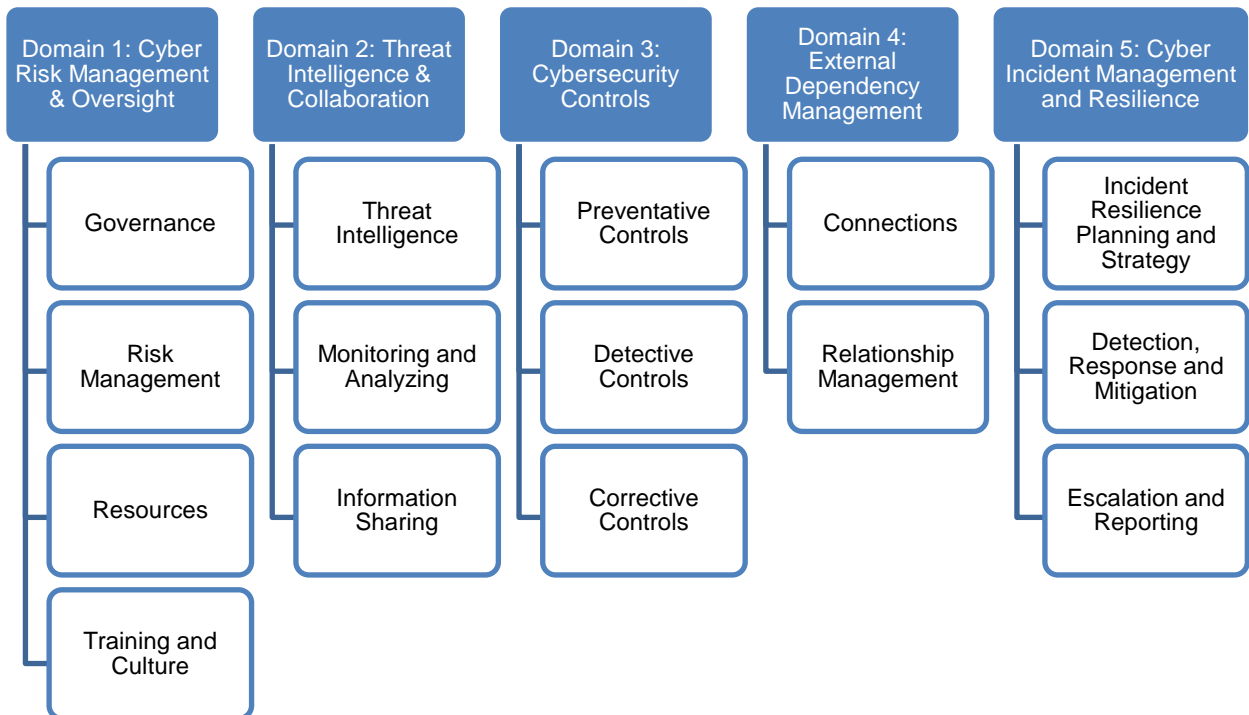 Domain 1: Cyber
Risk Management
& Oversight
Governance
Risk
Management
Resources
Training and
Culture
Domain 2: Threat
Intelligence &
Collaboration
Threat
Intelligence
Monitoring and
Analyzing
Information
Sharing
Domain 3:
Cybersecurity
Controls
Preventative
Controls
Detective
Controls
Corrective
Controls
Domain 4:
External
Dependency
Management
Connections
Relationship
Management
Domain 5: Cyber
Incident Management
and Resilience
Incident
Resilience
Planning and
Strategy
Detection,
Response and
Mitigation
Escalation and
Reporting